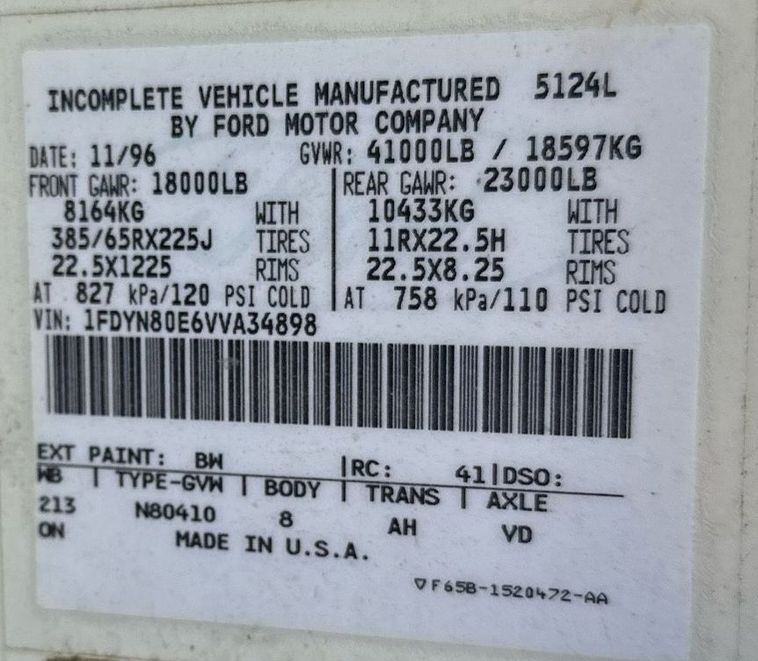 INCOMPLETE VEHICLE MANUFACTURED 5124L
BY FORD MOTOR COMPANY
DATE: 11/96 GVWR: 41000LB / 18597KG
FRONT GAWR: 18000LB REAR GAWR: 23000LB
8164KG WITH 10433KG WITH
385/65RX225J TIRES 11RX22.5H TIRES
22.5X1225 RIMS 22.5X8.25 RIMS
AT 827 kPa/120 PSI COLD AT 758 kPa/110 PSI COLD
VIN: 1FDYN80E6VVA34898
EXT PAINT: BW |RC: 41|DSO:
WB | TYPE-GVW | BODY | TRANS | AXLE
213 N80410 8 AH VD
ON MADE IN U.S.A.
▽F65B-1520472-AA